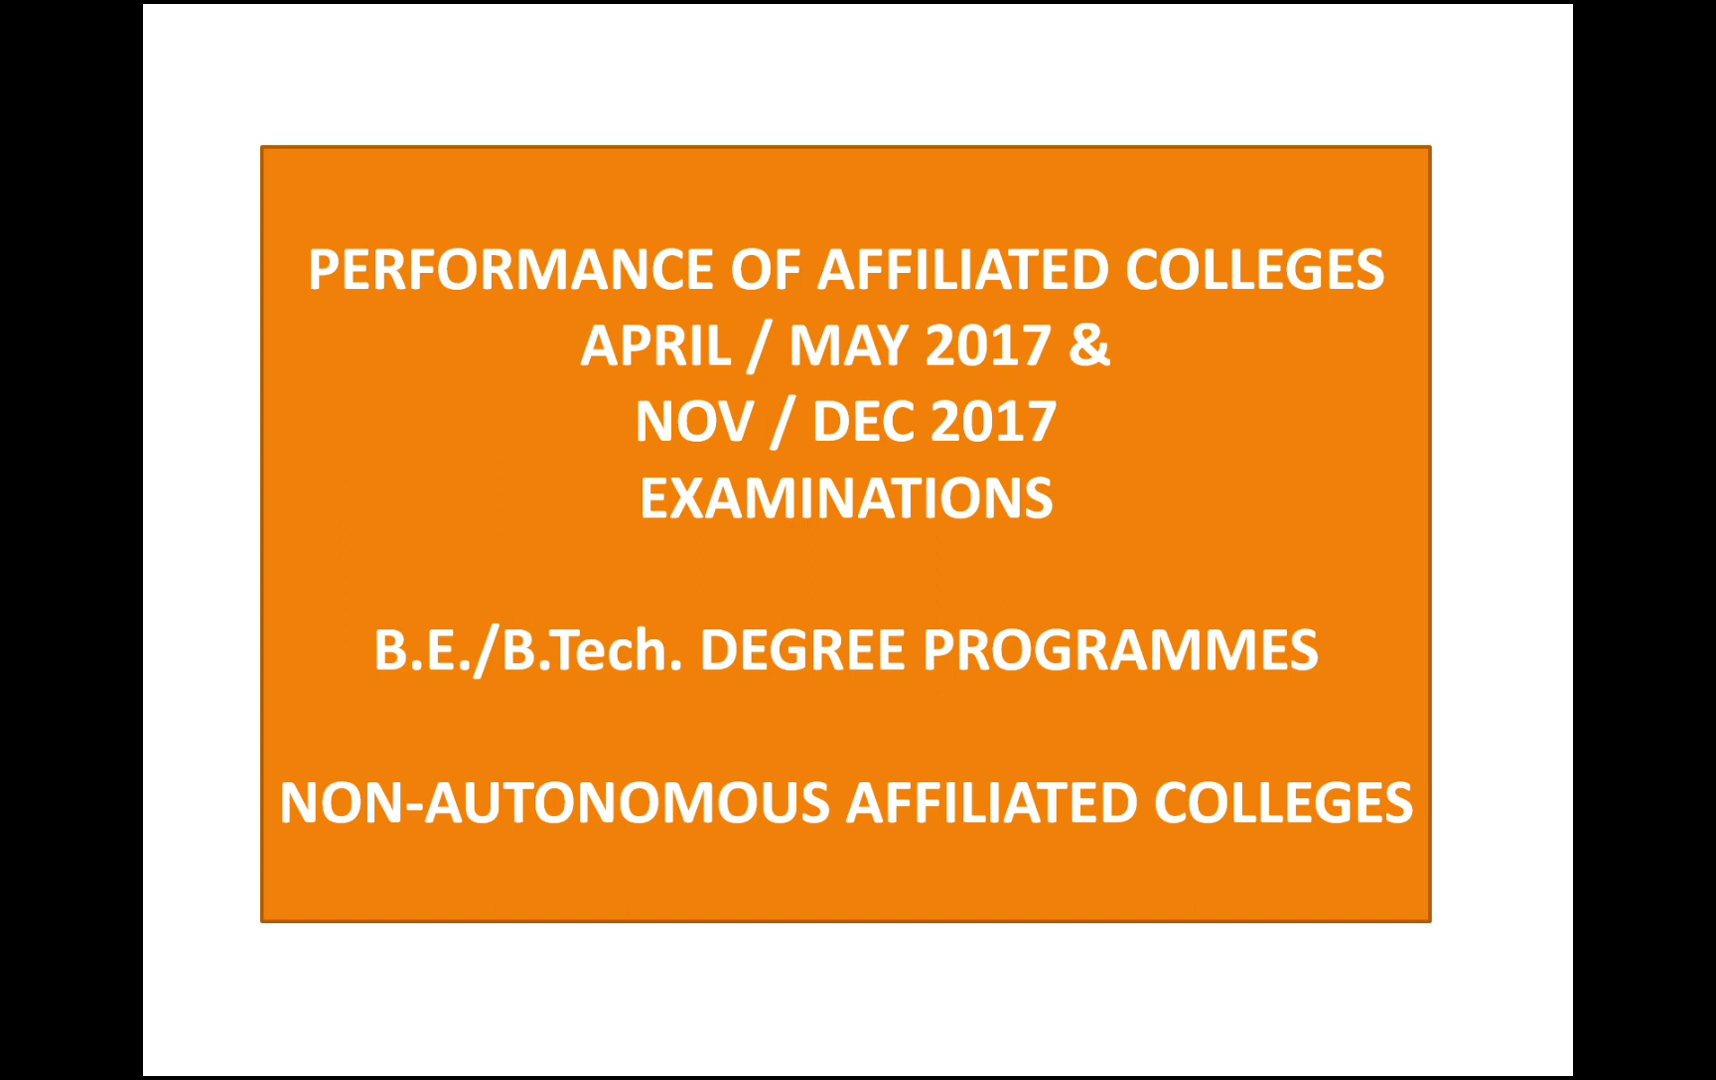 PERFORMANCE OF AFFILIATED COLLEGES
APRIL / MAY 2017 &
NOV / DEC 2017
EXAMINATIONS
B.E./B.Tech. DEGREE PROGRAMMES
NON-AUTONOMOUS AFFILIATED COLLEGES